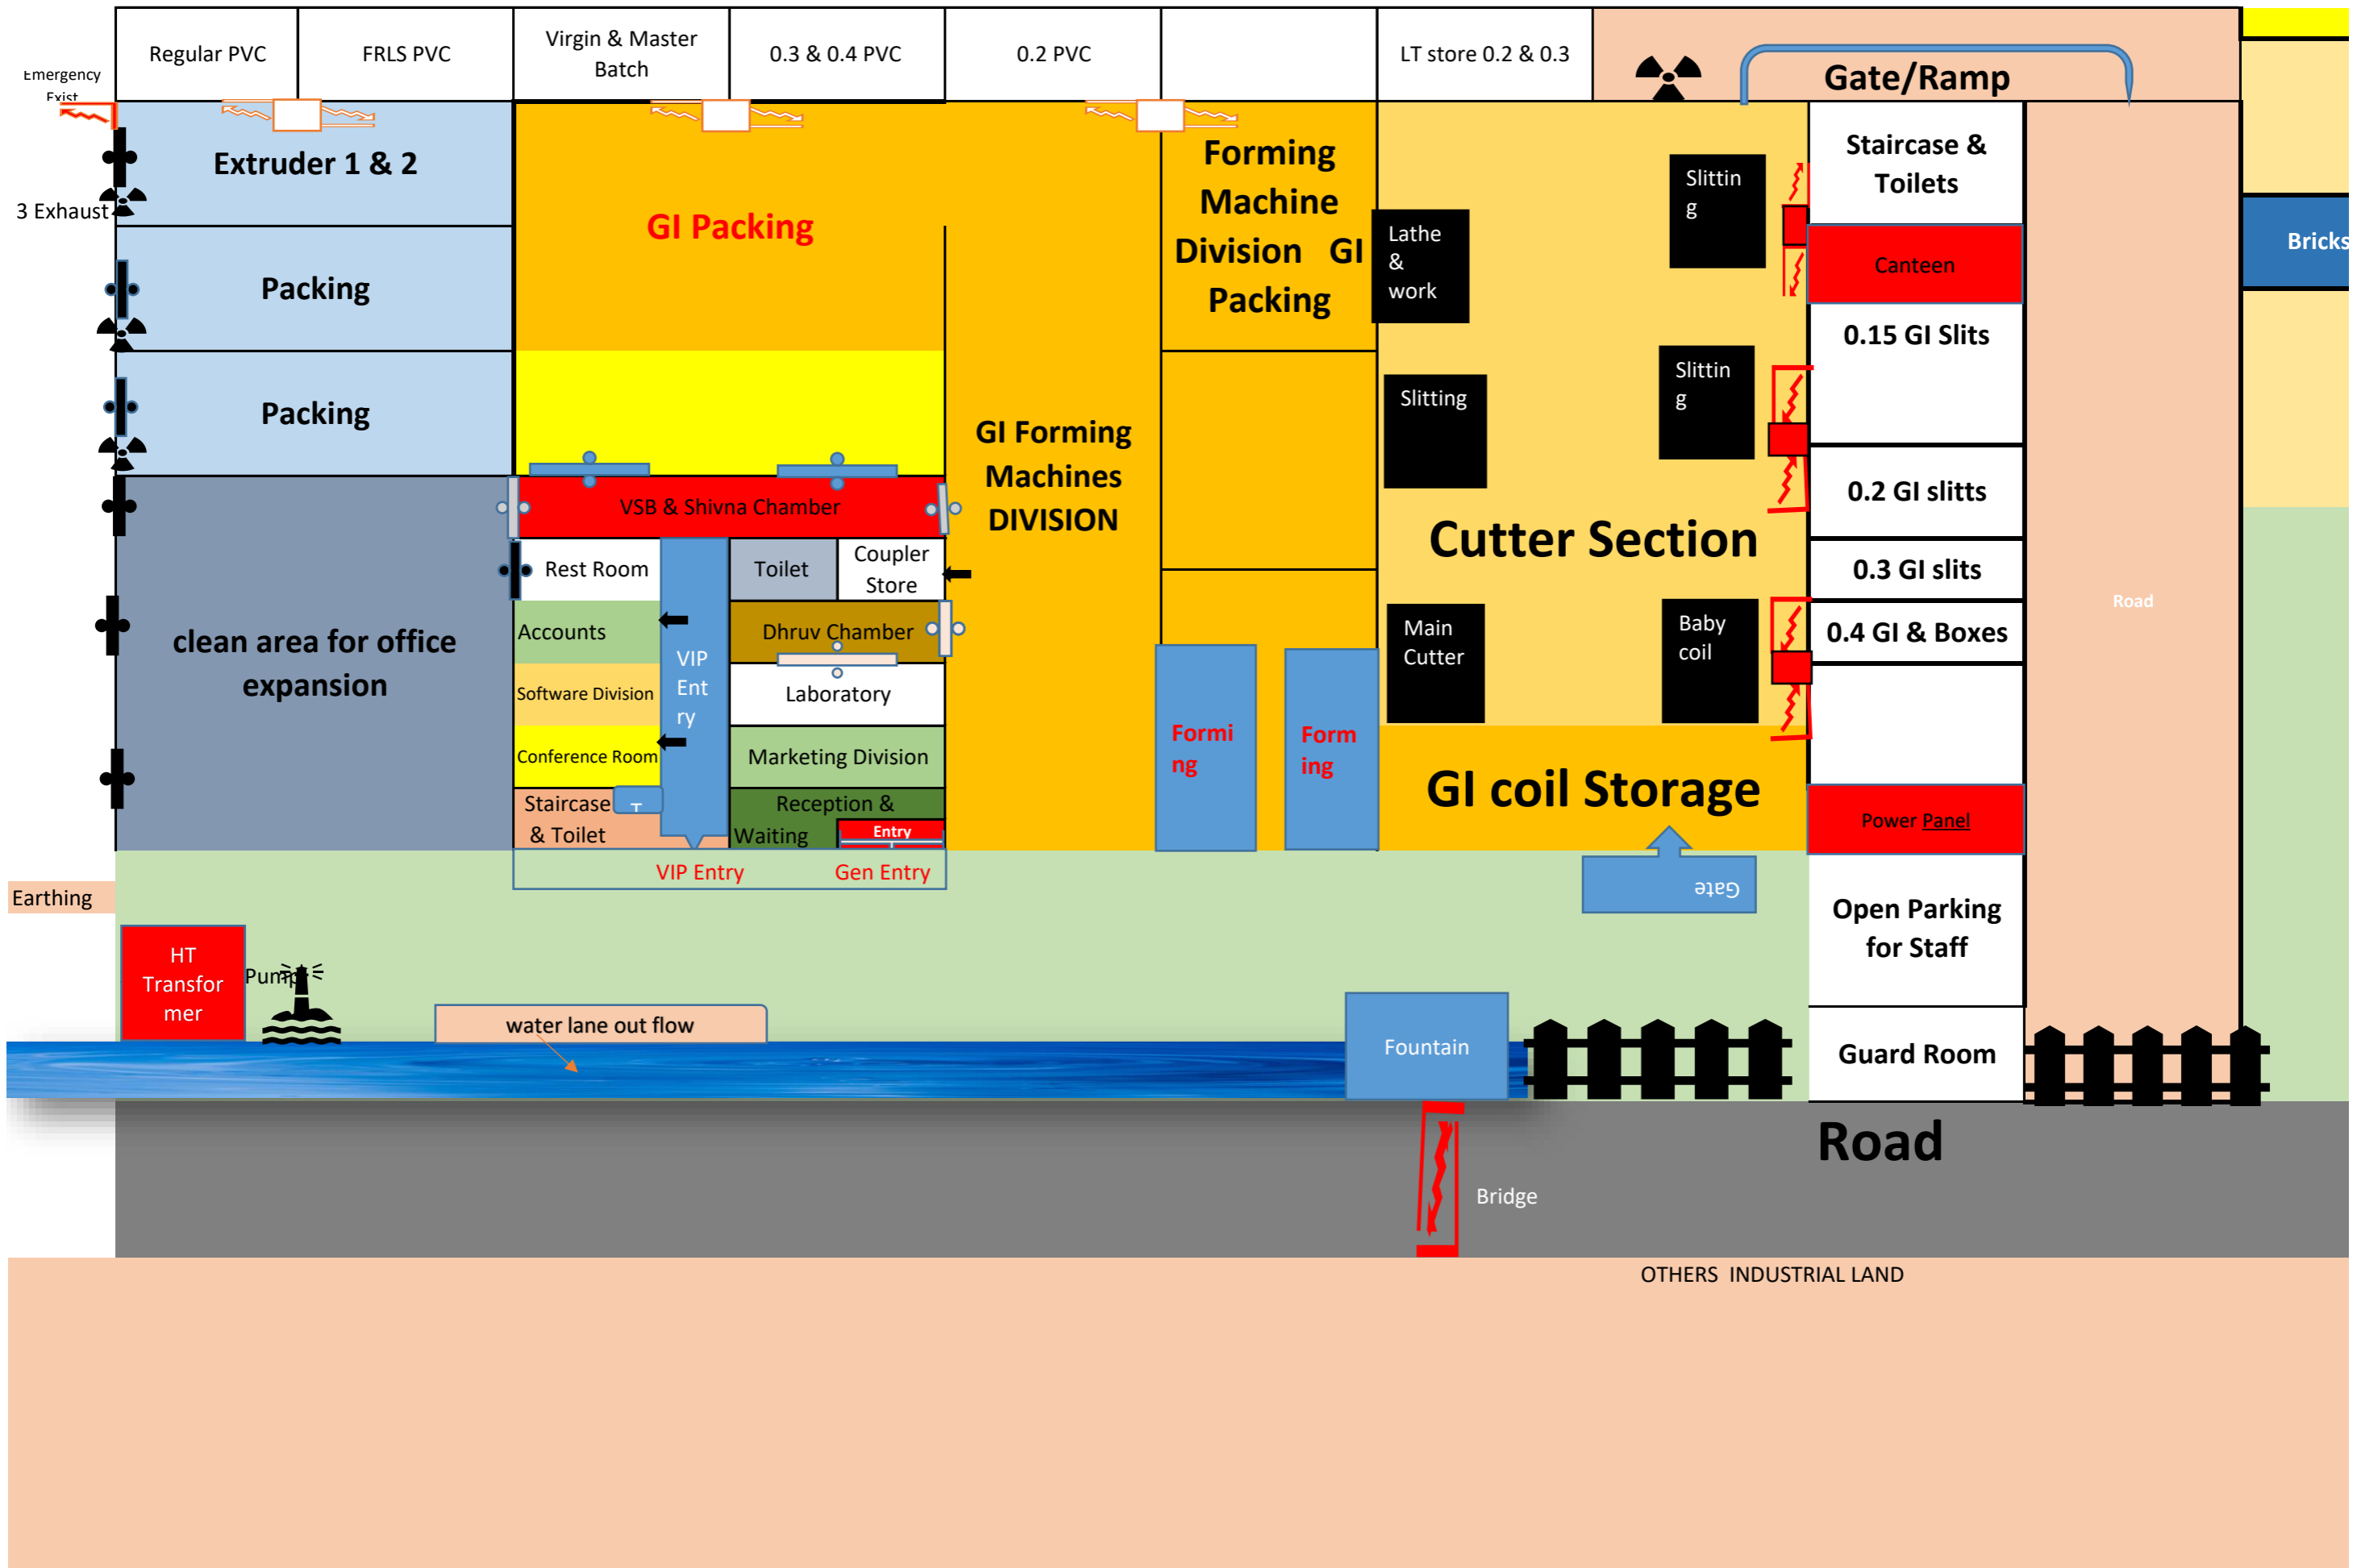 Regular PVC
FRLS PVC
Virgin & Master
Batch
0.3 & 0.4 PVC
0.2 PVC
LT store 0.2 & 0.3
Gate/Ramp
Emergency
Exist
Extruder 1 & 2
3 Exhaust
Packing
Packing
GI Packing
Forming
Machine
Division GI
Packing
Lathe
&
work
Slittin
g
Staircase &
Toilets
Canteen
Bricks
0.15 GI Slits
Slitting
Slittin
g
GI Forming
Machines
DIVISION
VSB & Shivna Chamber
0.2 GI slitts
Cutter Section
Rest Room
Toilet
Coupler
Store
0.3 GI slits
Road
clean area for office
expansion
Accounts
VIP
Ent
ry
Dhruv Chamber
Main
Cutter
Baby
coil
0.4 GI & Boxes
Software Division
Laboratory
Conference Room
Marketing Division
Formi
ng
Form
ing
GI coil Storage
Staircase
& Toilet
T
Reception &
Waiting
Entry
Power Panel
VIP Entry
Gen Entry
Gate
Earthing
Open Parking
for Staff
HT
Transfor
mer
Pump
water lane out flow
Fountain
Guard Room
Road
Bridge
OTHERS INDUSTRIAL LAND